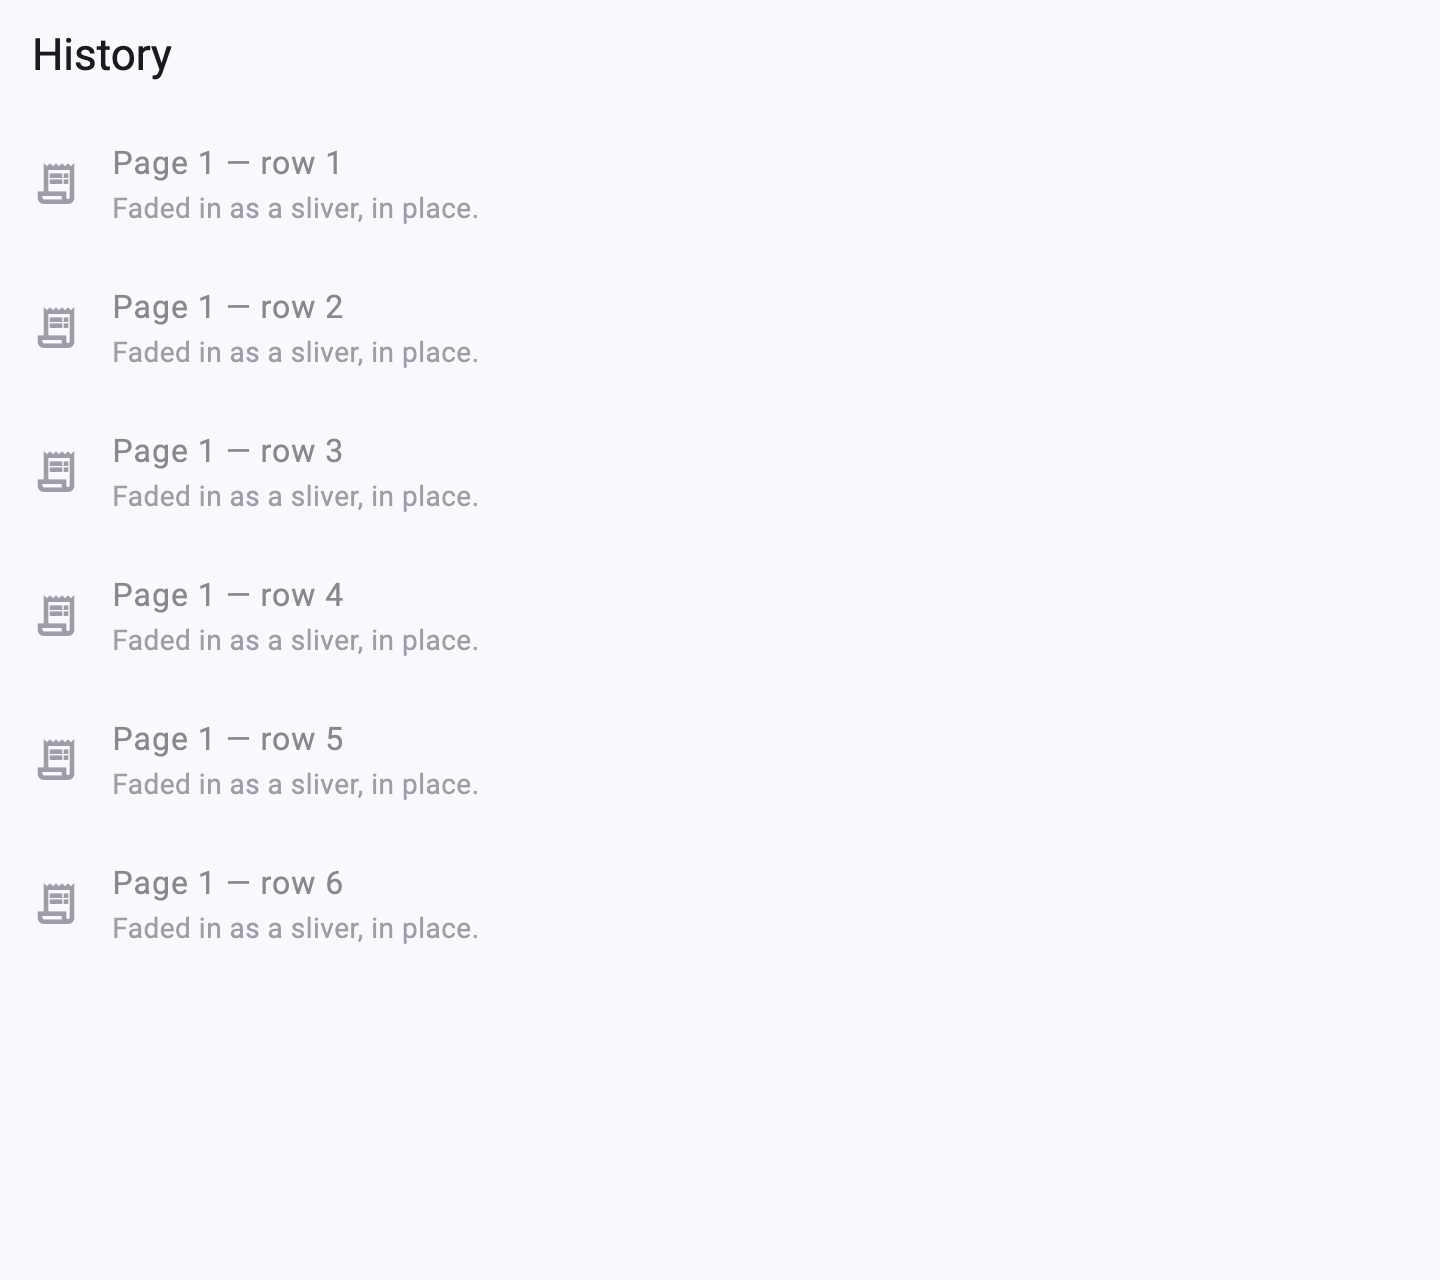 History
Page 1 — row 1
Faded in as a sliver, in place.
Page 1 — row 2
Faded in as a sliver, in place.
Page 1 — row 3
Faded in as a sliver, in place.
Page 1 — row 4
Faded in as a sliver, in place.
Page 1 — row 5
Faded in as a sliver, in place.
Page 1 — row 6
Faded in as a sliver, in place.